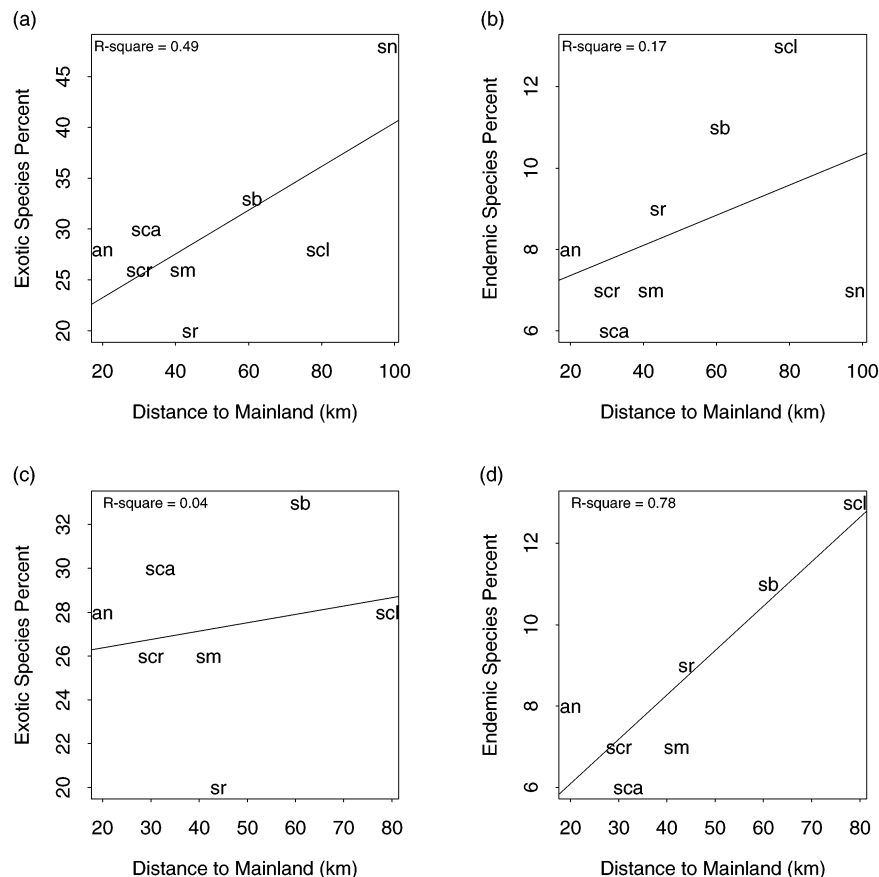 (a)
R-square = 0.49
sn
sb
sca
an
scl
scr
sm
sr
45
40
35
30
25
20
Exotic Species Percent
20 40 60 80 100
Distance to Mainland (km)
(b)
R-square = 0.17
scl
sb
sr
an
scr
sm
sn
sca
12
10
8
6
Endemic Species Percent
20 40 60 80 100
Distance to Mainland (km)
(c)
R-square = 0.04
sb
sca
an
scl
scr
sm
sr
32
30
28
26
24
22
20
Exotic Species Percent
20 30 40 50 60 70 80
Distance to Mainland (km)
(d)
R-square = 0.78
scl
sb
sr
an
scr
sm
sca
12
10
8
6
Endemic Species Percent
20 30 40 50 60 70 80
Distance to Mainland (km)